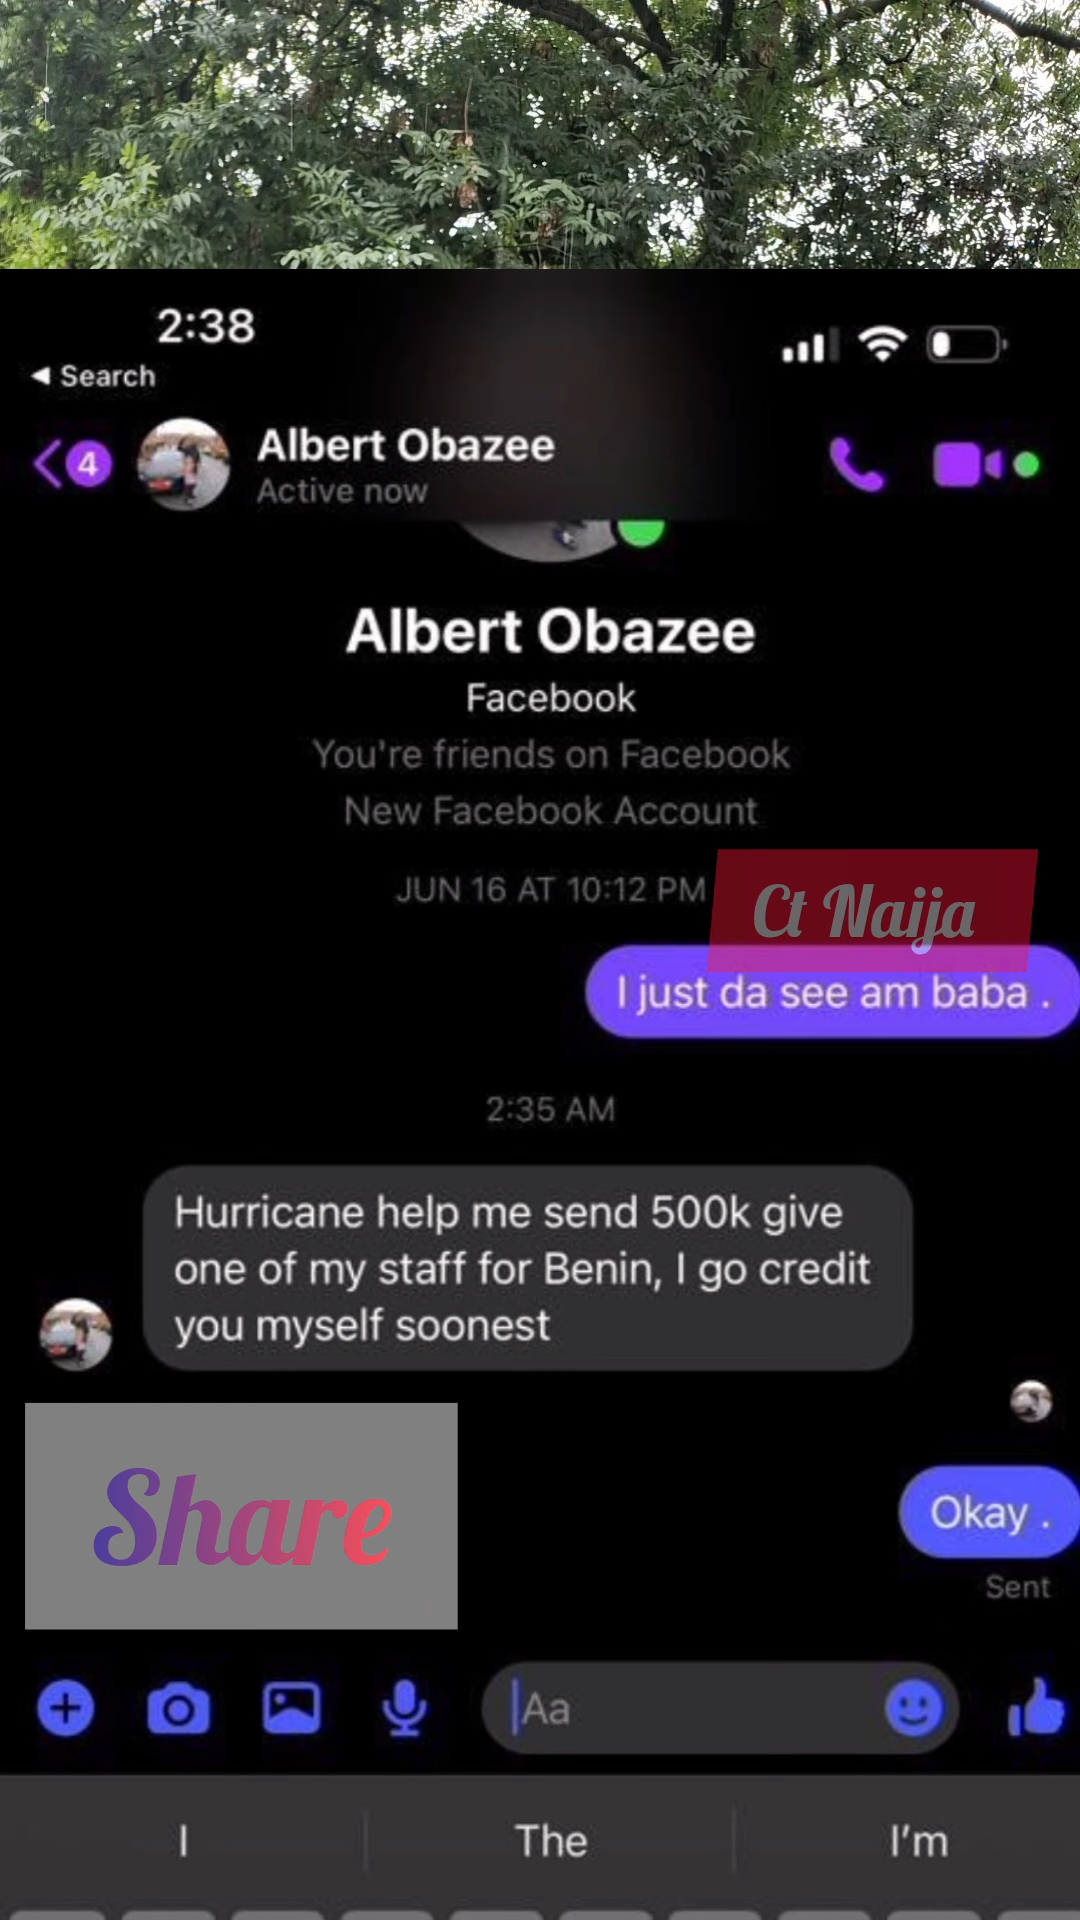 2:38
◀ Search
4
Albert Obazee
Active now
Albert Obazee
Facebook
You're friends on Facebook
New Facebook Account
JUN 16 AT 10:12 PM
Ct Naija
I just da see am baba .
2:35 AM
Hurricane help me send 500k give
one of my staff for Benin, I go credit
you myself soonest
Share
Okay .
Sent
Aa
I The I'm